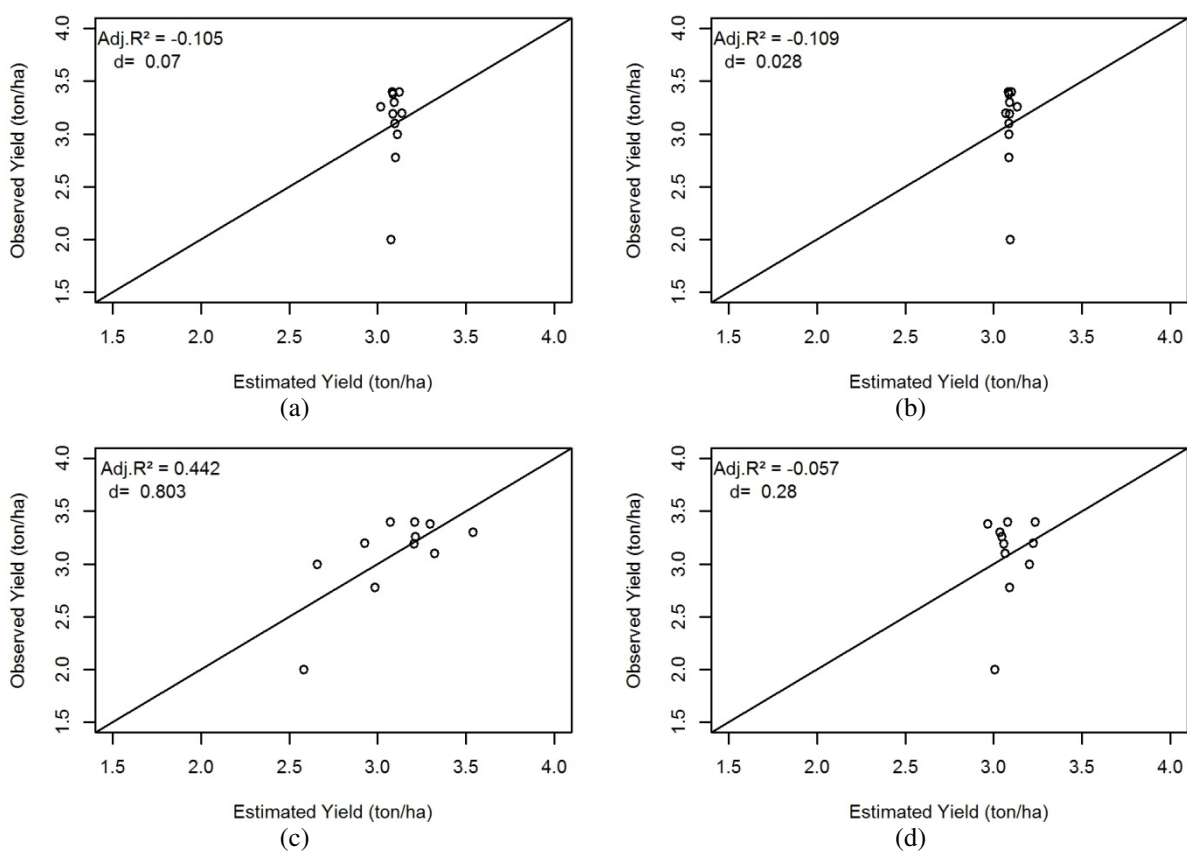 Adj.R² = -0.105
d= 0.07
4.0
3.5
3.0
2.5
2.0
1.5
Observed Yield (ton/ha)
1.5 2.0 2.5 3.0 3.5 4.0
Estimated Yield (ton/ha)
(a)
Adj.R² = -0.109
d= 0.028
4.0
3.5
3.0
2.5
2.0
1.5
Observed Yield (ton/ha)
1.5 2.0 2.5 3.0 3.5 4.0
Estimated Yield (ton/ha)
(b)
Adj.R² = 0.442
d= 0.803
4.0
3.5
3.0
2.5
2.0
1.5
Observed Yield (ton/ha)
1.5 2.0 2.5 3.0 3.5 4.0
Estimated Yield (ton/ha)
(c)
Adj.R² = -0.057
d= 0.28
4.0
3.5
3.0
2.5
2.0
1.5
Observed Yield (ton/ha)
1.5 2.0 2.5 3.0 3.5 4.0
Estimated Yield (ton/ha)
(d)